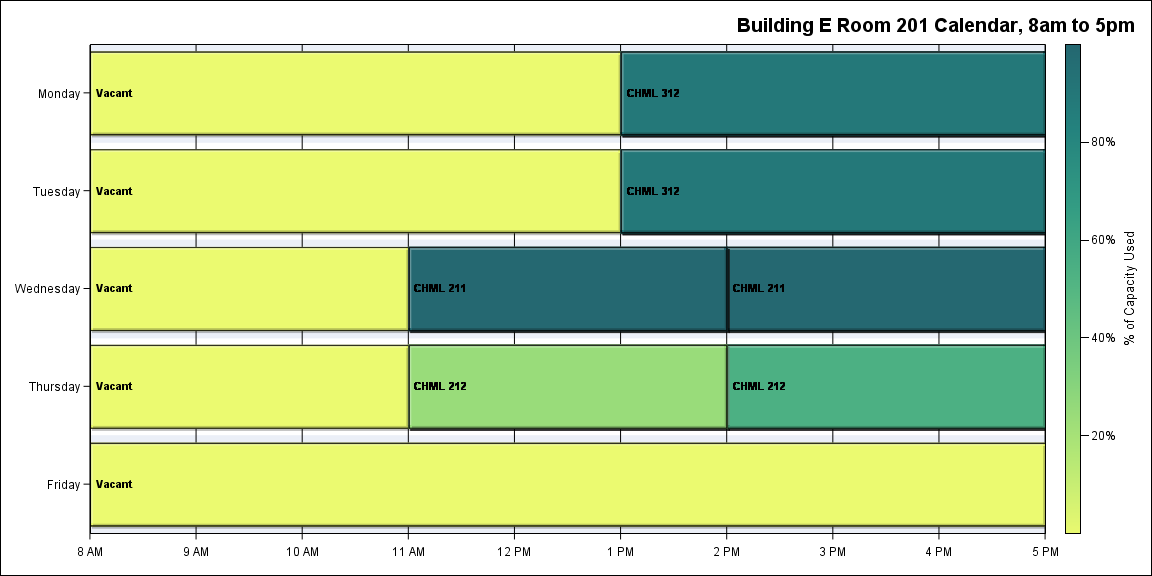 Building E Room 201 Calendar, 8am to 5pm
Monday
Vacant
CHML 312
Tuesday
Vacant
CHML 312
Wednesday
Vacant
CHML 211
CHML 211
Thursday
Vacant
CHML 212
CHML 212
Friday
Vacant
8 AM
9 AM
10 AM
11 AM
12 PM
1 PM
2 PM
3 PM
4 PM
5 PM
80%
60%
40%
20%
% of Capacity Used